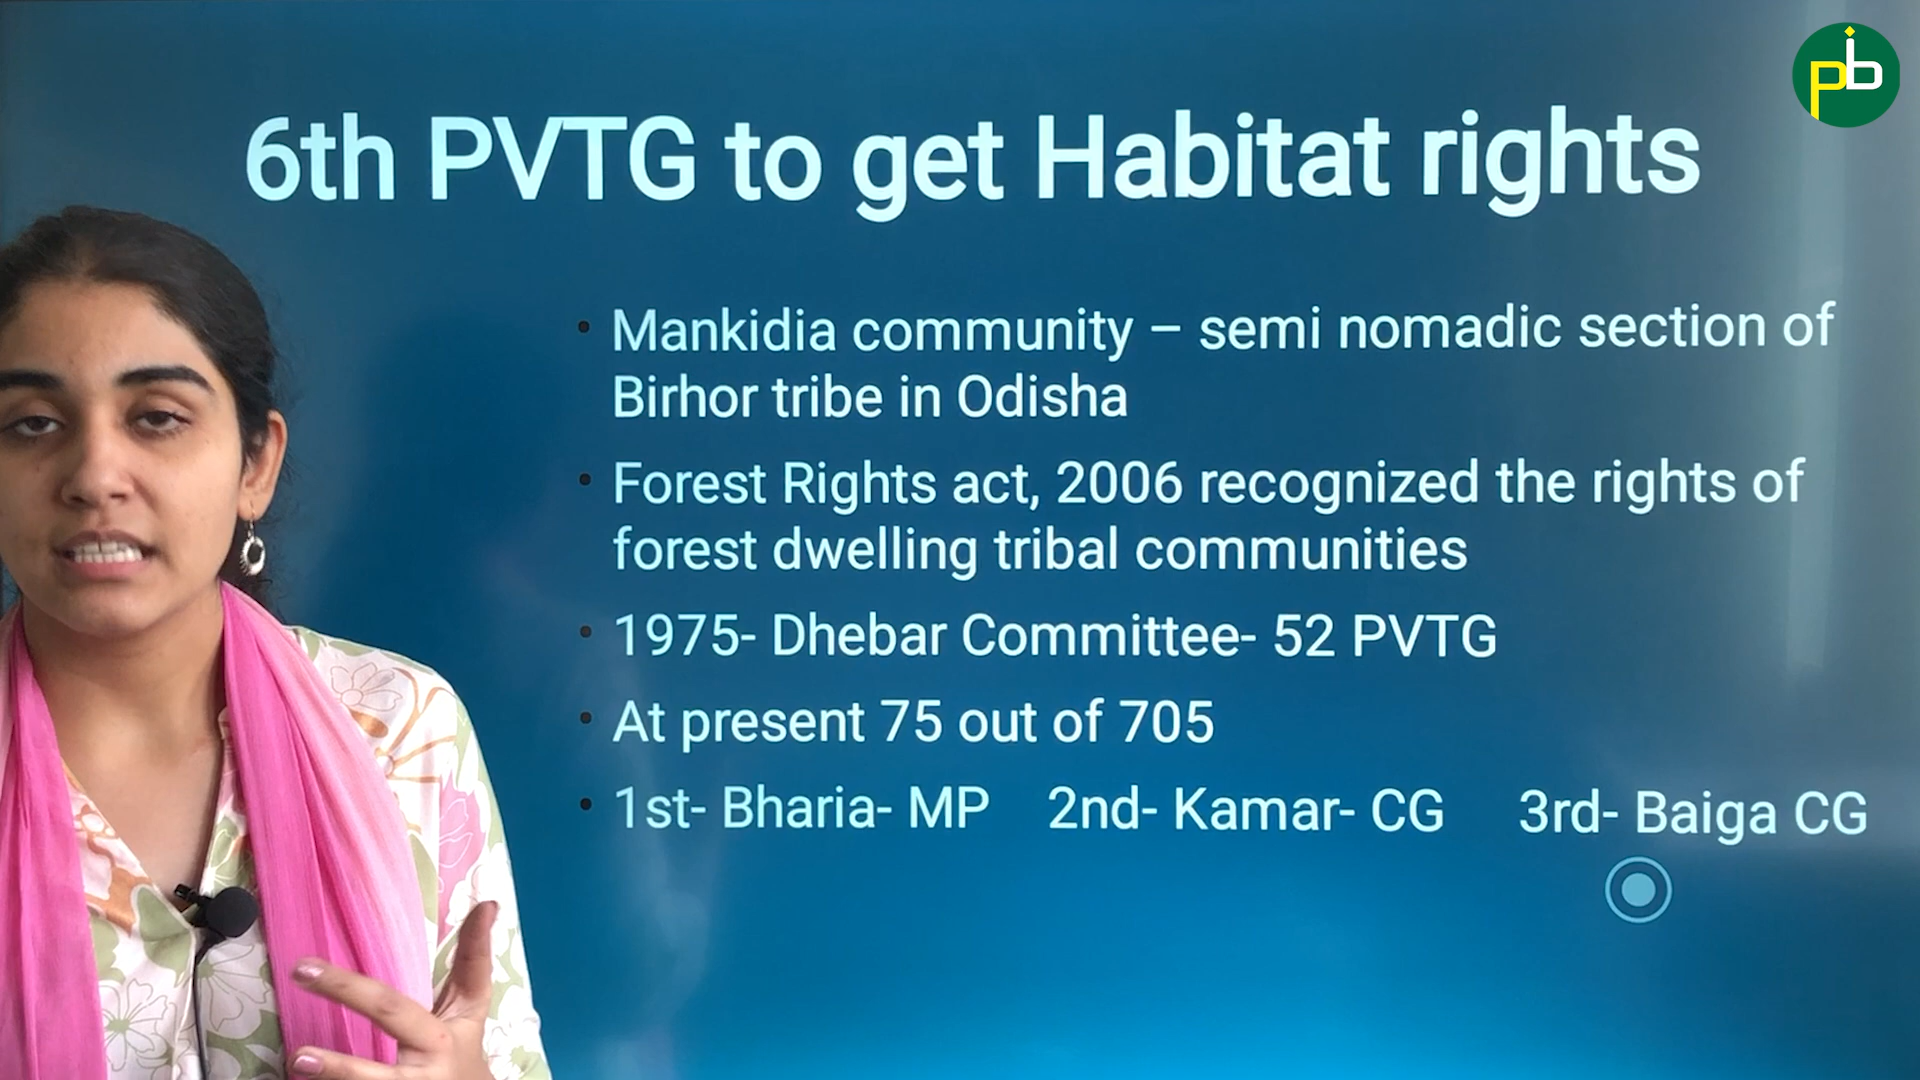 pib
6th PVTG to get Habitat rights
Mankidia community – semi nomadic section of
Birhor tribe in Odisha
Forest Rights act, 2006 recognized the rights of
forest dwelling tribal communities
1975- Dhebar Committee- 52 PVTG
At present 75 out of 705
1st- Bharia- MP 2nd- Kamar- CG 3rd- Baiga CG